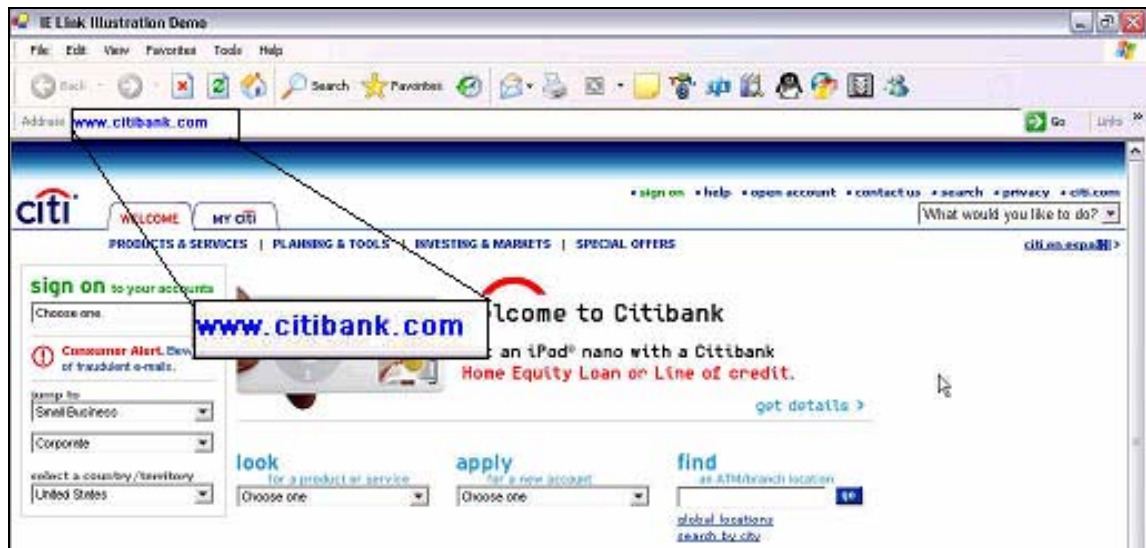 IE Link Illustration Demo
File Edit View Favorites Tools Help
Back Search Favorites
Address www.citibank.com Go Links
sign on help open account contact us search privacy citi.com
citi WELCOME MY citi What would you like to do?
PRODUCTS & SERVICES | PLANNING & TOOLS | INVESTING & MARKETS | SPECIAL OFFERS citi en español >
sign on to your accounts
Choose one.
www.citibank.com
lcome to Citibank
Consumer Alert. Bew
of fraudulent e-mails.
an iPod® nano with a Citibank
Home Equity Loan or Line of credit.
get details >
jump to
Small Business
Corporate
select a country/territory
United States
look
for a product or service
Choose one
apply
for a new account
Choose one
find
an ATM/branch location
go
global locations
search by city